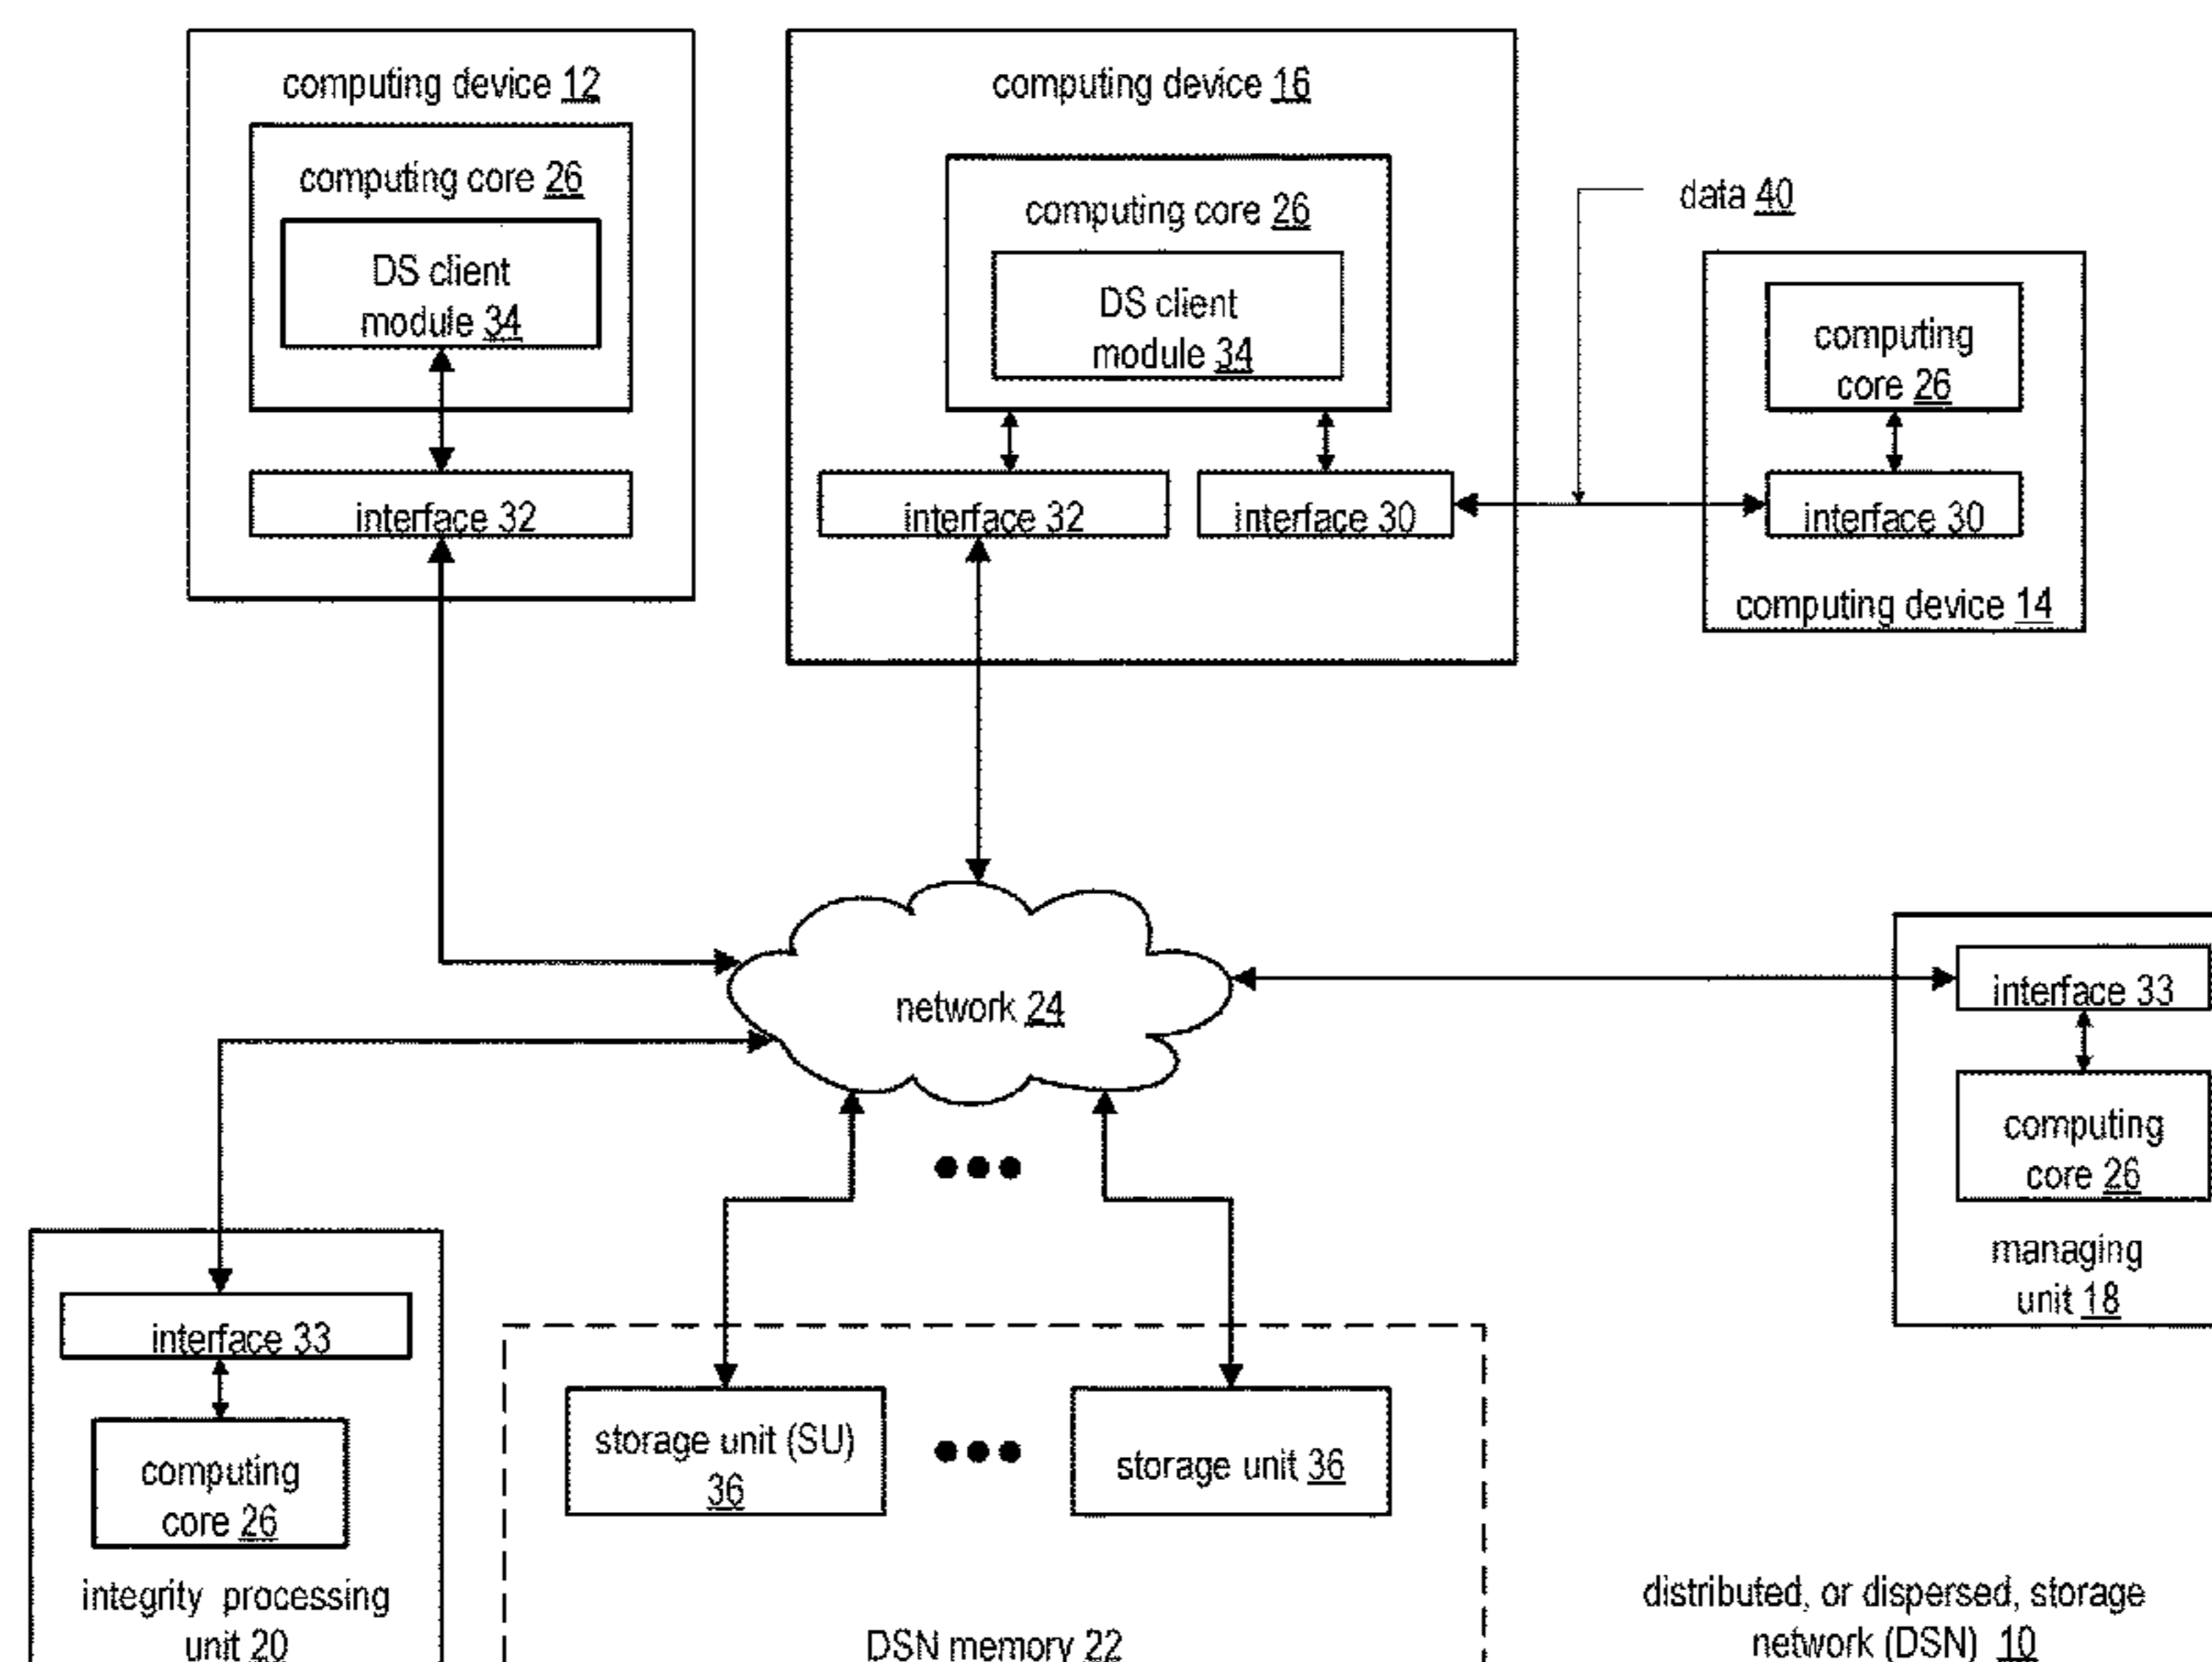 computing device 12
computing core 26
DS client
module 34
interface 32
computing device 16
computing core 26
DS client
module 34
interface 32
interface 30
data 40
computing
core 26
interface 30
computing device 14
network 24
interface 33
computing
core 26
managing
unit 18
interface 33
computing
core 26
integrity processing
unit 20
storage unit (SU)
36
storage unit 36
DSN memory 22
distributed, or dispersed, storage
network (DSN) 10